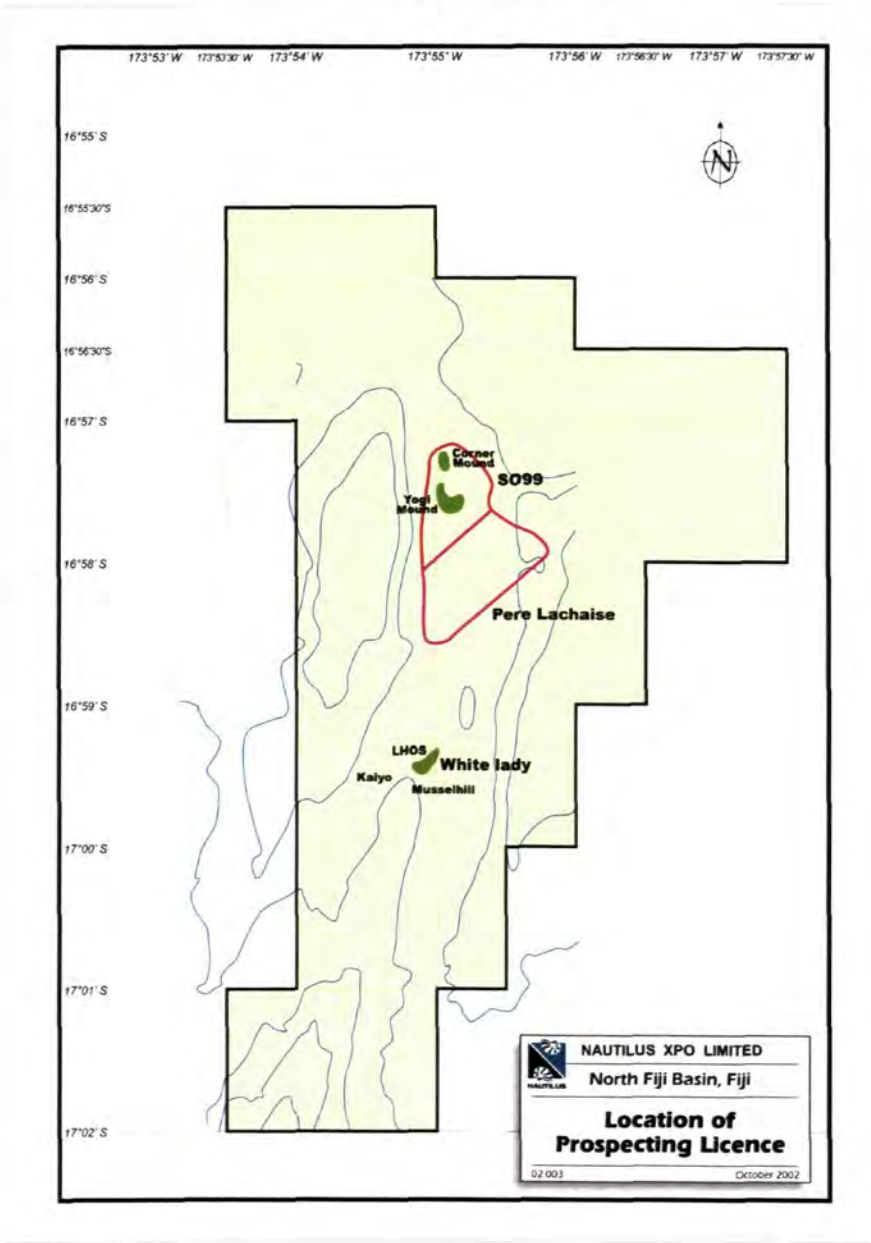 173°53' W 173°53'30" W 173°54' W 173°55' W 173°56' W 173°56'30" W 173°57' W 173°57'30" W
16°55' S
N
16°55'30"S
16°56' S
16°56'30"S
16°57' S
Corner
Mound
SO99
Yogi
Mound
16°58' S
Pere Lachaise
16°59' S
LHOS
White lady
Kaiyo
Musselhill
17°00' S
17°01' S
NAUTILUS
NAUTILUS XPO LIMITED
North Fiji Basin, Fiji
Location of
Prospecting Licence
02 003
October 2002
17°02' S